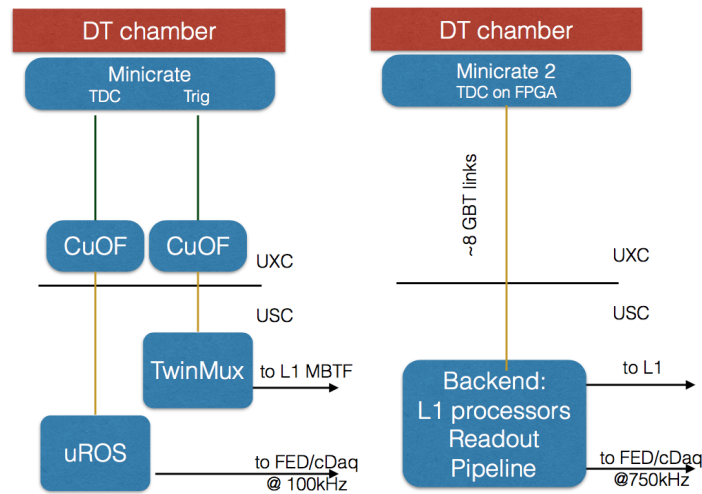 DT chamber
Minicrate
TDC Trig
CuOF CuOF
UXC
USC
TwinMux
to L1 MBTF
uROS
to FED/cDaq
@ 100kHz
DT chamber
Minicrate 2
TDC on FPGA
~8 GBT links
UXC
USC
Backend:
L1 processors
Readout
Pipeline
to L1
to FED/cDaq
@750kHz